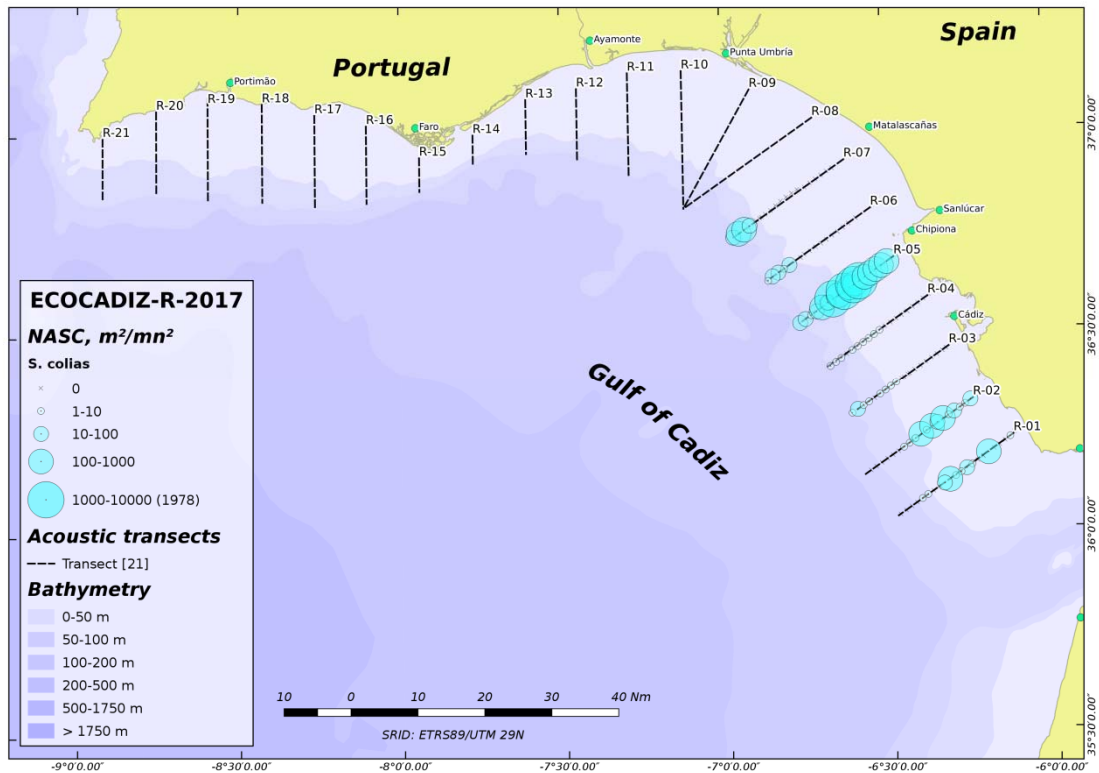 Spain
Portugal
Ayamonte
Punta Umbría
Portimão
Faro
Matalascañas
Sanlúcar
Chipiona
Cádiz
R-21
R-20
R-19
R-18
R-17
R-16
R-15
R-14
R-13
R-12
R-11
R-10
R-09
R-08
R-07
R-06
R-05
R-04
R-03
R-02
R-01
Gulf of Cadiz
ECOCADIZ-R-2017
NASC, m²/mn²
S. colias
0
1-10
10-100
100-1000
1000-10000 (1978)
Acoustic transects
Transect [21]
Bathymetry
0-50 m
50-100 m
100-200 m
200-500 m
500-1750 m
> 1750 m
10 0 10 20 30 40 Nm
SRID: ETRS89/UTM 29N
37°0'0.00"
36°30'0.00"
36°0'0.00"
35°30'0.00"
-9°0'0.00"
-8°30'0.00"
-8°0'0.00"
-7°30'0.00"
-7°0'0.00"
-6°30'0.00"
-6°0'0.00"